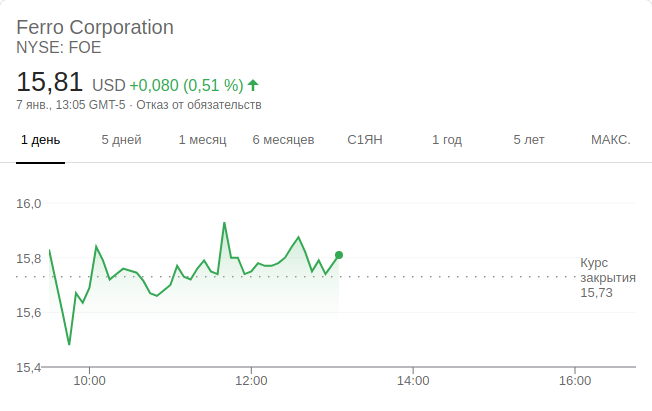 Ferro Corporation
NYSE: FOE
15,81 USD +0,080 (0,51 %)
7 янв., 13:05 GMT-5 · Отказ от обязательств
1 день 5 дней 1 месяц 6 месяцев С1ЯН 1 год 5 лет МАКС.
16,0
15,8
Курс
закрытия
15,73
15,6
15,4
10:00 12:00 14:00 16:00